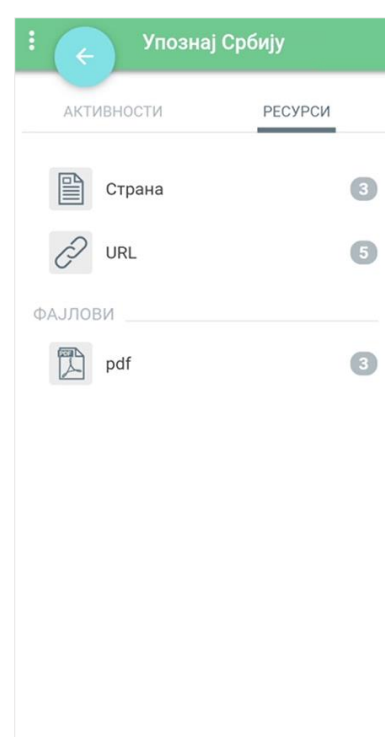 Упознај Србију
АКТИВНОСТИ РЕСУРСИ
Страна 3
URL 5
ФАЈЛОВИ
pdf 3